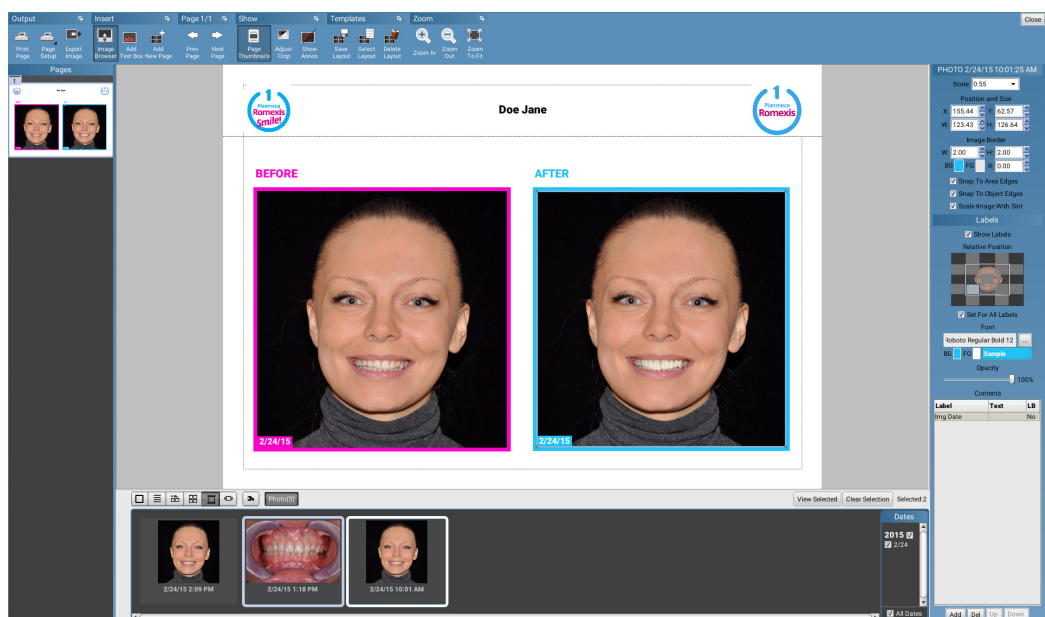 Output
Insert
Page 1/1
Show
Templates
Zoom
Close
Print Page
Page Setup
Export Image
Image Browser
Add Text Box
Add New Page
Prev Page
Next Page
Page Thumbnails
Adjust Crop
Show Annos
Save Layout
Select Layout
Delete Layout
Zoom In
Zoom Out
Zoom To Fit
Pages
1
Planmeca
Romexis
Smile!
Doe Jane
Planmeca
Romexis
BEFORE
AFTER
2/24/15
2/24/15
PHOTO 2/24/15 10:01:25 AM
Scale: 0.55
Position and Size
X: 155.44 Y: 62.57
W: 123.43 H: 126.64
Image Border
W: 2.00 H: 2.00
BG FG R: 0.00
Snap To Area Edges
Snap To Object Edges
Scale Image With Slot
Labels
Show Labels
Relative Position
Set For All Labels
Font
Roboto Regular Bold 12 ...
BG FG Sample
Opacity
100%
Contents
Label Text LB
Img Date No
Add Del Up Down
Photo(3)
View Selected Clear Selection Selected:2
2/24/15 2:09 PM
2/24/15 1:18 PM
2/24/15 10:01 AM
Dates
2015
2/24
All Dates